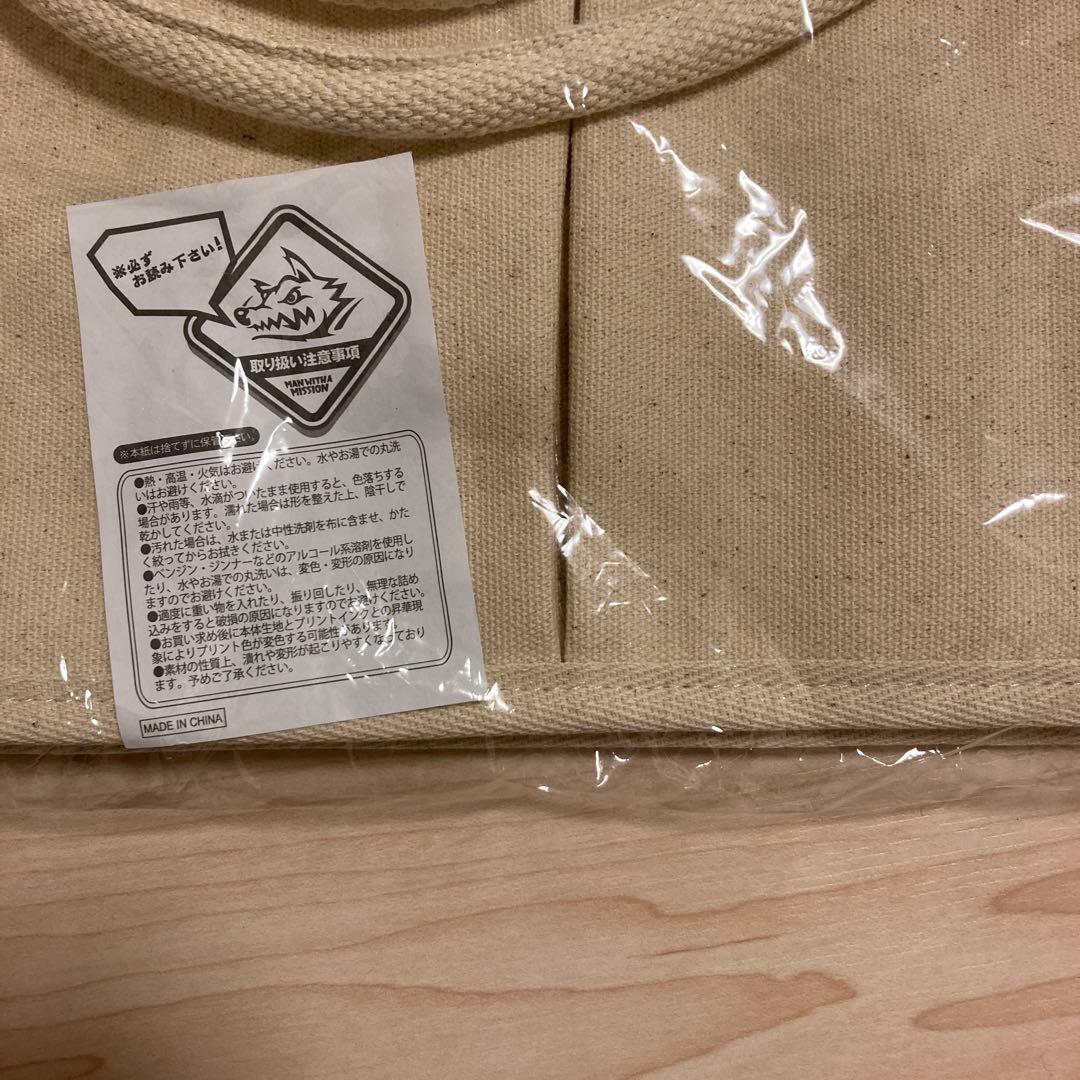 ※必ず
お読み下さい!
取り扱い注意事項
MAN WITH A
MISSION
※本紙は捨てずに保管ください。
●熱・高温・火気はお避けください。水やお湯での丸洗
いはお避けください。
●汗や雨等、水滴がついたまま使用すると、色落ちする
場合があります。濡れた場合は形を整えた上、陰干しで
乾かしてください。
●汚れた場合は、水または中性洗剤を布に含ませ、かた
く絞ってからお拭きください。
●ベンジン・ジンナーなどのアルコール系溶剤を使用し
たり、水やお湯での丸洗いは、変色・変形の原因になり
ますのでお避けください。
●適度に重い物を入れたり、振り回したり、無理な詰め
込みをすると破損の原因になりますのでお避けください。
●お買い求め後に本体生地とプリントインクとの昇華現
象によりプリント色が変色する可能性があります。
●素材の性質上、潰れや変形が起こりやすくなっており
ます。予めご了承ください。
MADE IN CHINA